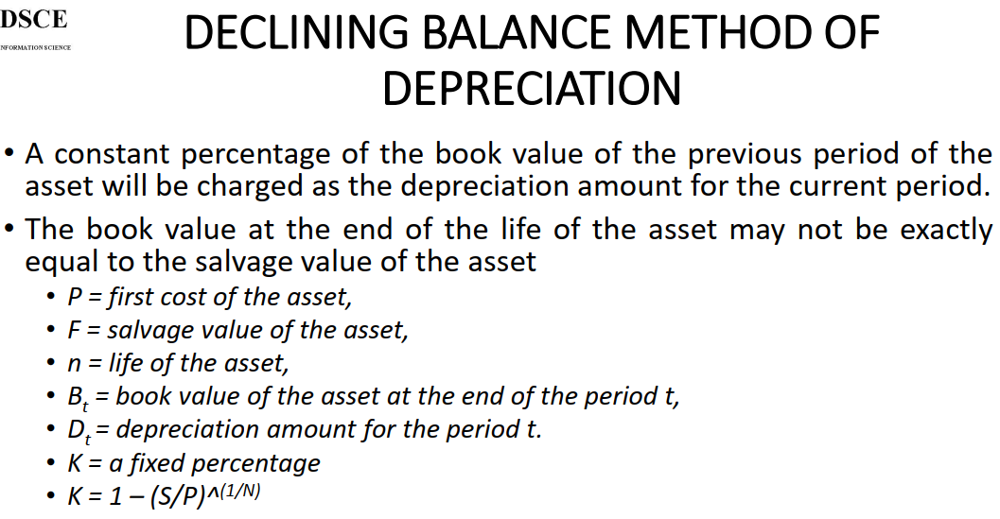 DSCE
NFORMATION SCIENCE
DECLINING BALANCE METHOD OF
DEPRECIATION
• A constant percentage of the book value of the previous period of the
asset will be charged as the depreciation amount for the current period.
• The book value at the end of the life of the asset may not be exactly
equal to the salvage value of the asset
• P = first cost of the asset,
• F = salvage value of the asset,
• n = life of the asset,
• Bt = book value of the asset at the end of the period t,
• Dt = depreciation amount for the period t.
• K = a fixed percentage
• K = 1 – (S/P)^(1/N)